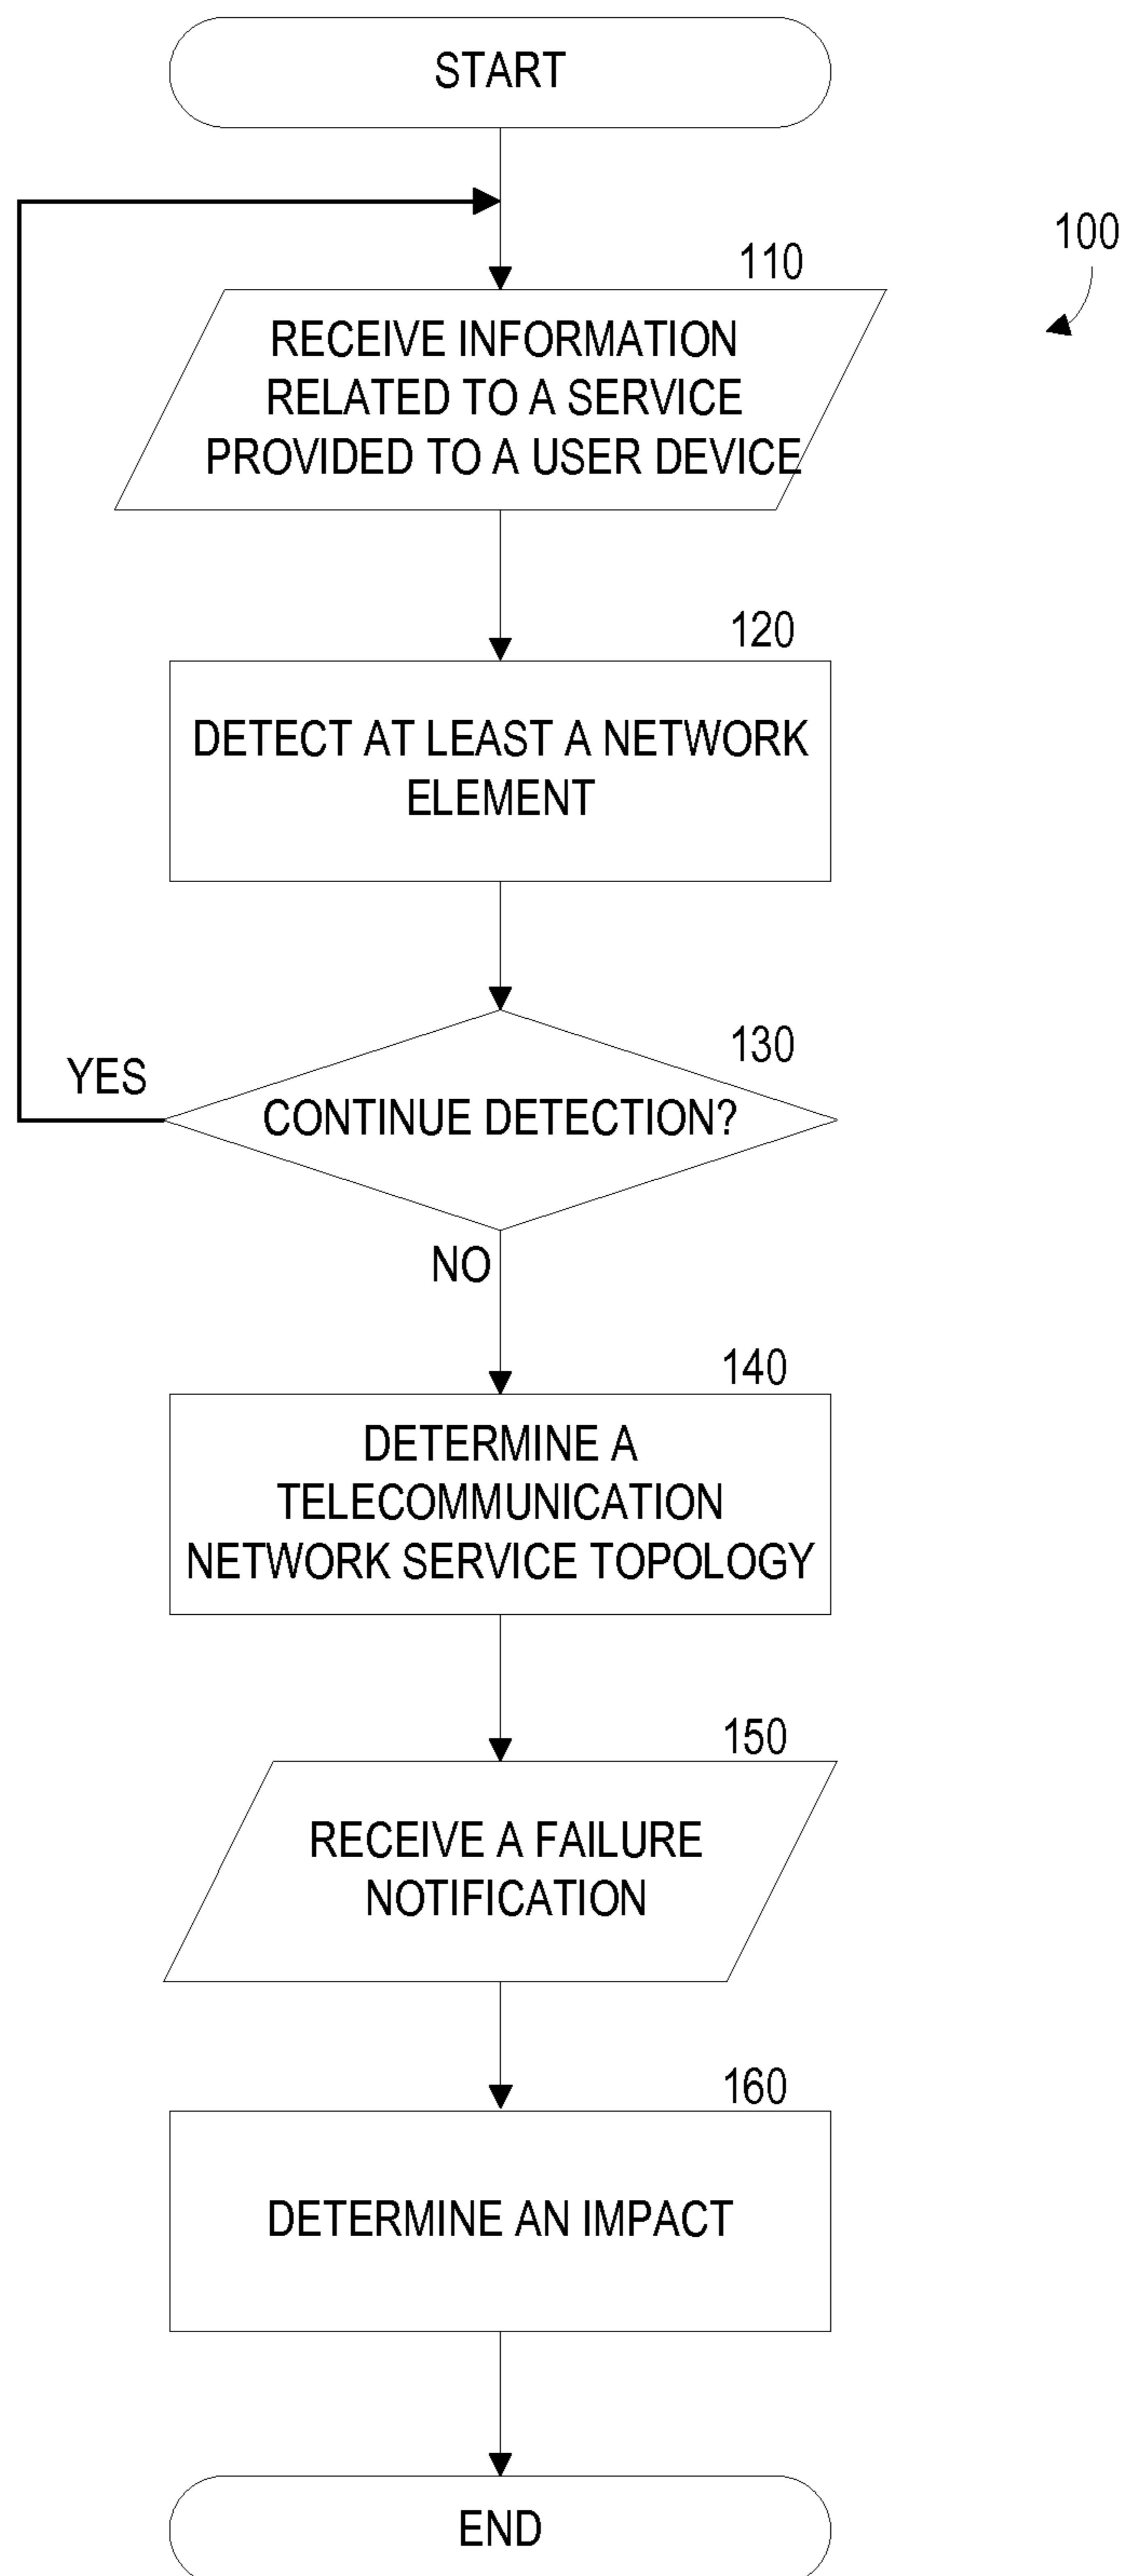 START
100
110
RECEIVE INFORMATION
RELATED TO A SERVICE
PROVIDED TO A USER DEVICE
120
DETECT AT LEAST A NETWORK
ELEMENT
130
YES
CONTINUE DETECTION?
NO
140
DETERMINE A
TELECOMMUNICATION
NETWORK SERVICE TOPOLOGY
150
RECEIVE A FAILURE
NOTIFICATION
160
DETERMINE AN IMPACT
END